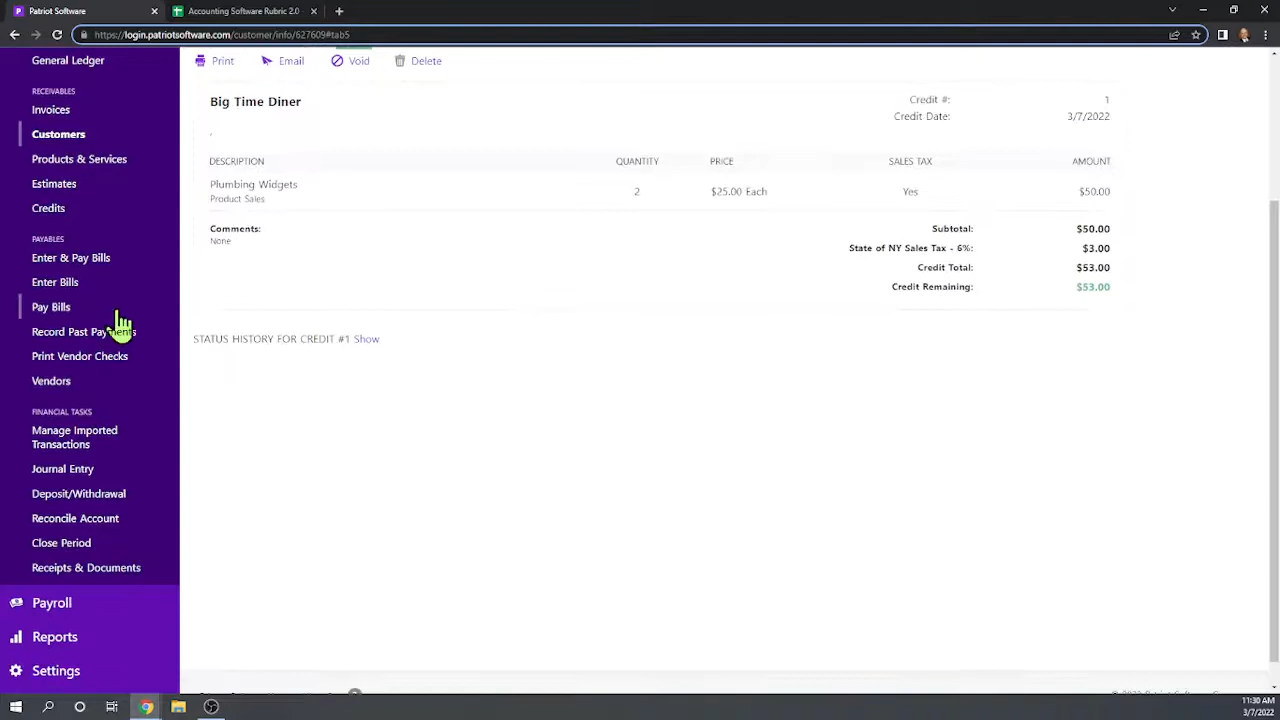 Patriot Software
Accounting Software Rubric 2.0
https://login.patriotsoftware.com/customer/info/627609#tab5
General Ledger
RECEIVABLES
Invoices
Customers
Products & Services
Estimates
Credits
PAYABLES
Enter & Pay Bills
Enter Bills
Pay Bills
Record Past Payments
Print Vendor Checks
Vendors
FINANCIAL TASKS
Manage Imported
Transactions
Journal Entry
Deposit/Withdrawal
Reconcile Account
Close Period
Receipts & Documents
Payroll
Reports
Settings
Print Email Void Delete
Big Time Diner
Credit #: 1
Credit Date: 3/7/2022
,
DESCRIPTION QUANTITY PRICE SALES TAX AMOUNT
Plumbing Widgets 2 $25.00 Each Yes $50.00
Product Sales
Comments:
None
Subtotal: $50.00
State of NY Sales Tax - 6%: $3.00
Credit Total: $53.00
Credit Remaining: $53.00
STATUS HISTORY FOR CREDIT #1 Show
11:30 AM
3/7/2022